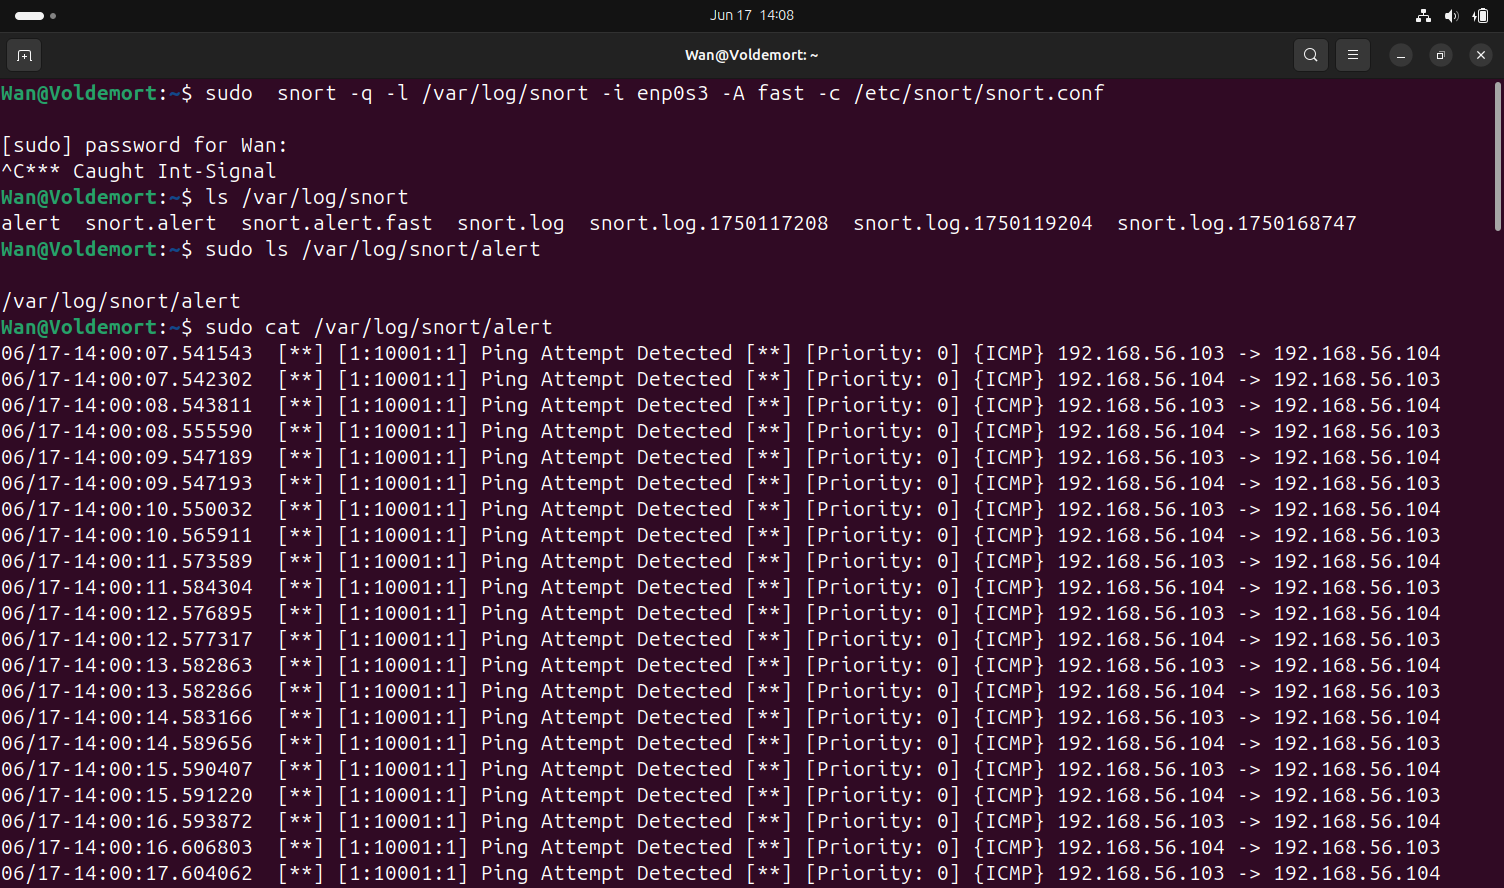 Jun 17 14:08
Wan@Voldemort: ~
Wan@Voldemort:~$ sudo  snort -q -l /var/log/snort -i enp0s3 -A fast -c /etc/snort/snort.conf
[sudo] password for Wan:
^C*** Caught Int-Signal
Wan@Voldemort:~$ ls /var/log/snort
alert  snort.alert  snort.alert.fast  snort.log  snort.log.1750117208  snort.log.1750119204  snort.log.1750168747
Wan@Voldemort:~$ sudo ls /var/log/snort/alert
/var/log/snort/alert
Wan@Voldemort:~$ sudo cat /var/log/snort/alert
06/17-14:00:07.541543  [**] [1:10001:1] Ping Attempt Detected [**] [Priority: 0] {ICMP} 192.168.56.103 -> 192.168.56.104
06/17-14:00:07.542302  [**] [1:10001:1] Ping Attempt Detected [**] [Priority: 0] {ICMP} 192.168.56.104 -> 192.168.56.103
06/17-14:00:08.543811  [**] [1:10001:1] Ping Attempt Detected [**] [Priority: 0] {ICMP} 192.168.56.103 -> 192.168.56.104
06/17-14:00:08.555590  [**] [1:10001:1] Ping Attempt Detected [**] [Priority: 0] {ICMP} 192.168.56.104 -> 192.168.56.103
06/17-14:00:09.547189  [**] [1:10001:1] Ping Attempt Detected [**] [Priority: 0] {ICMP} 192.168.56.103 -> 192.168.56.104
06/17-14:00:09.547193  [**] [1:10001:1] Ping Attempt Detected [**] [Priority: 0] {ICMP} 192.168.56.104 -> 192.168.56.103
06/17-14:00:10.550032  [**] [1:10001:1] Ping Attempt Detected [**] [Priority: 0] {ICMP} 192.168.56.103 -> 192.168.56.104
06/17-14:00:10.565911  [**] [1:10001:1] Ping Attempt Detected [**] [Priority: 0] {ICMP} 192.168.56.104 -> 192.168.56.103
06/17-14:00:11.573589  [**] [1:10001:1] Ping Attempt Detected [**] [Priority: 0] {ICMP} 192.168.56.103 -> 192.168.56.104
06/17-14:00:11.584304  [**] [1:10001:1] Ping Attempt Detected [**] [Priority: 0] {ICMP} 192.168.56.104 -> 192.168.56.103
06/17-14:00:12.576895  [**] [1:10001:1] Ping Attempt Detected [**] [Priority: 0] {ICMP} 192.168.56.103 -> 192.168.56.104
06/17-14:00:12.577317  [**] [1:10001:1] Ping Attempt Detected [**] [Priority: 0] {ICMP} 192.168.56.104 -> 192.168.56.103
06/17-14:00:13.582863  [**] [1:10001:1] Ping Attempt Detected [**] [Priority: 0] {ICMP} 192.168.56.103 -> 192.168.56.104
06/17-14:00:13.582866  [**] [1:10001:1] Ping Attempt Detected [**] [Priority: 0] {ICMP} 192.168.56.104 -> 192.168.56.103
06/17-14:00:14.583166  [**] [1:10001:1] Ping Attempt Detected [**] [Priority: 0] {ICMP} 192.168.56.103 -> 192.168.56.104
06/17-14:00:14.589656  [**] [1:10001:1] Ping Attempt Detected [**] [Priority: 0] {ICMP} 192.168.56.104 -> 192.168.56.103
06/17-14:00:15.590407  [**] [1:10001:1] Ping Attempt Detected [**] [Priority: 0] {ICMP} 192.168.56.103 -> 192.168.56.104
06/17-14:00:15.591220  [**] [1:10001:1] Ping Attempt Detected [**] [Priority: 0] {ICMP} 192.168.56.104 -> 192.168.56.103
06/17-14:00:16.593872  [**] [1:10001:1] Ping Attempt Detected [**] [Priority: 0] {ICMP} 192.168.56.103 -> 192.168.56.104
06/17-14:00:16.606803  [**] [1:10001:1] Ping Attempt Detected [**] [Priority: 0] {ICMP} 192.168.56.104 -> 192.168.56.103
06/17-14:00:17.604062  [**] [1:10001:1] Ping Attempt Detected [**] [Priority: 0] {ICMP} 192.168.56.103 -> 192.168.56.104